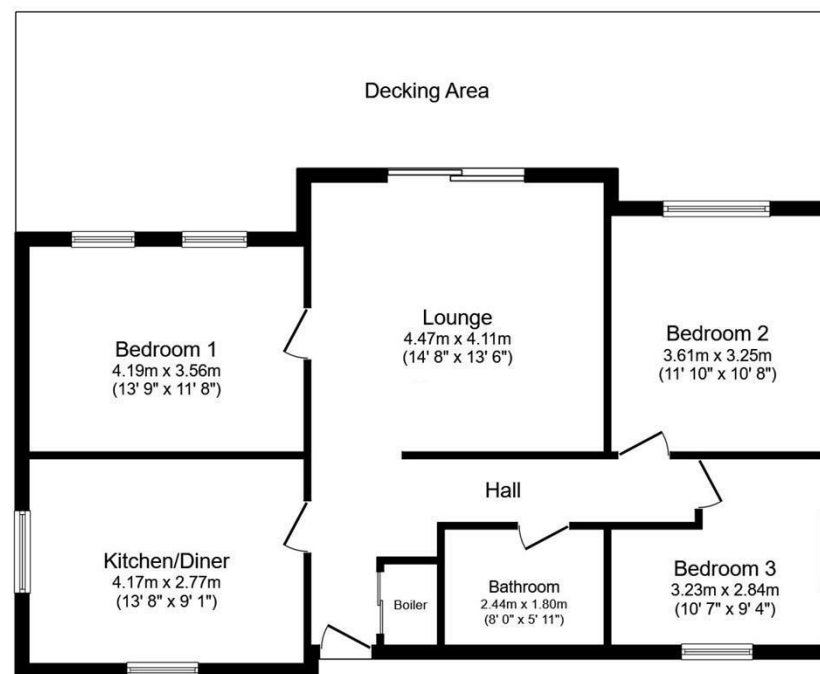 Decking Area
Bedroom 1
4.19m x 3.56m
(13' 9" x 11' 8")
Lounge
4.47m x 4.11m
(14' 8" x 13' 6")
Bedroom 2
3.61m x 3.25m
(11' 10" x 10' 8")
Hall
Kitchen/Diner
4.17m x 2.77m
(13' 8" x 9' 1")
Boiler
Bathroom
2.44m x 1.80m
(8' 0" x 5' 11")
Bedroom 3
3.23m x 2.84m
(10' 7" x 9' 4")